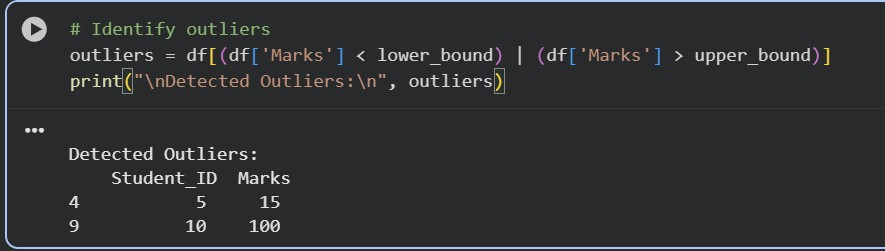 # Identify outliers
outliers = df[(df['Marks'] < lower_bound) | (df['Marks'] > upper_bound)]
print("\nDetected Outliers:\n", outliers)
Detected Outliers:
Student_ID  Marks
4           5     15
9          10    100